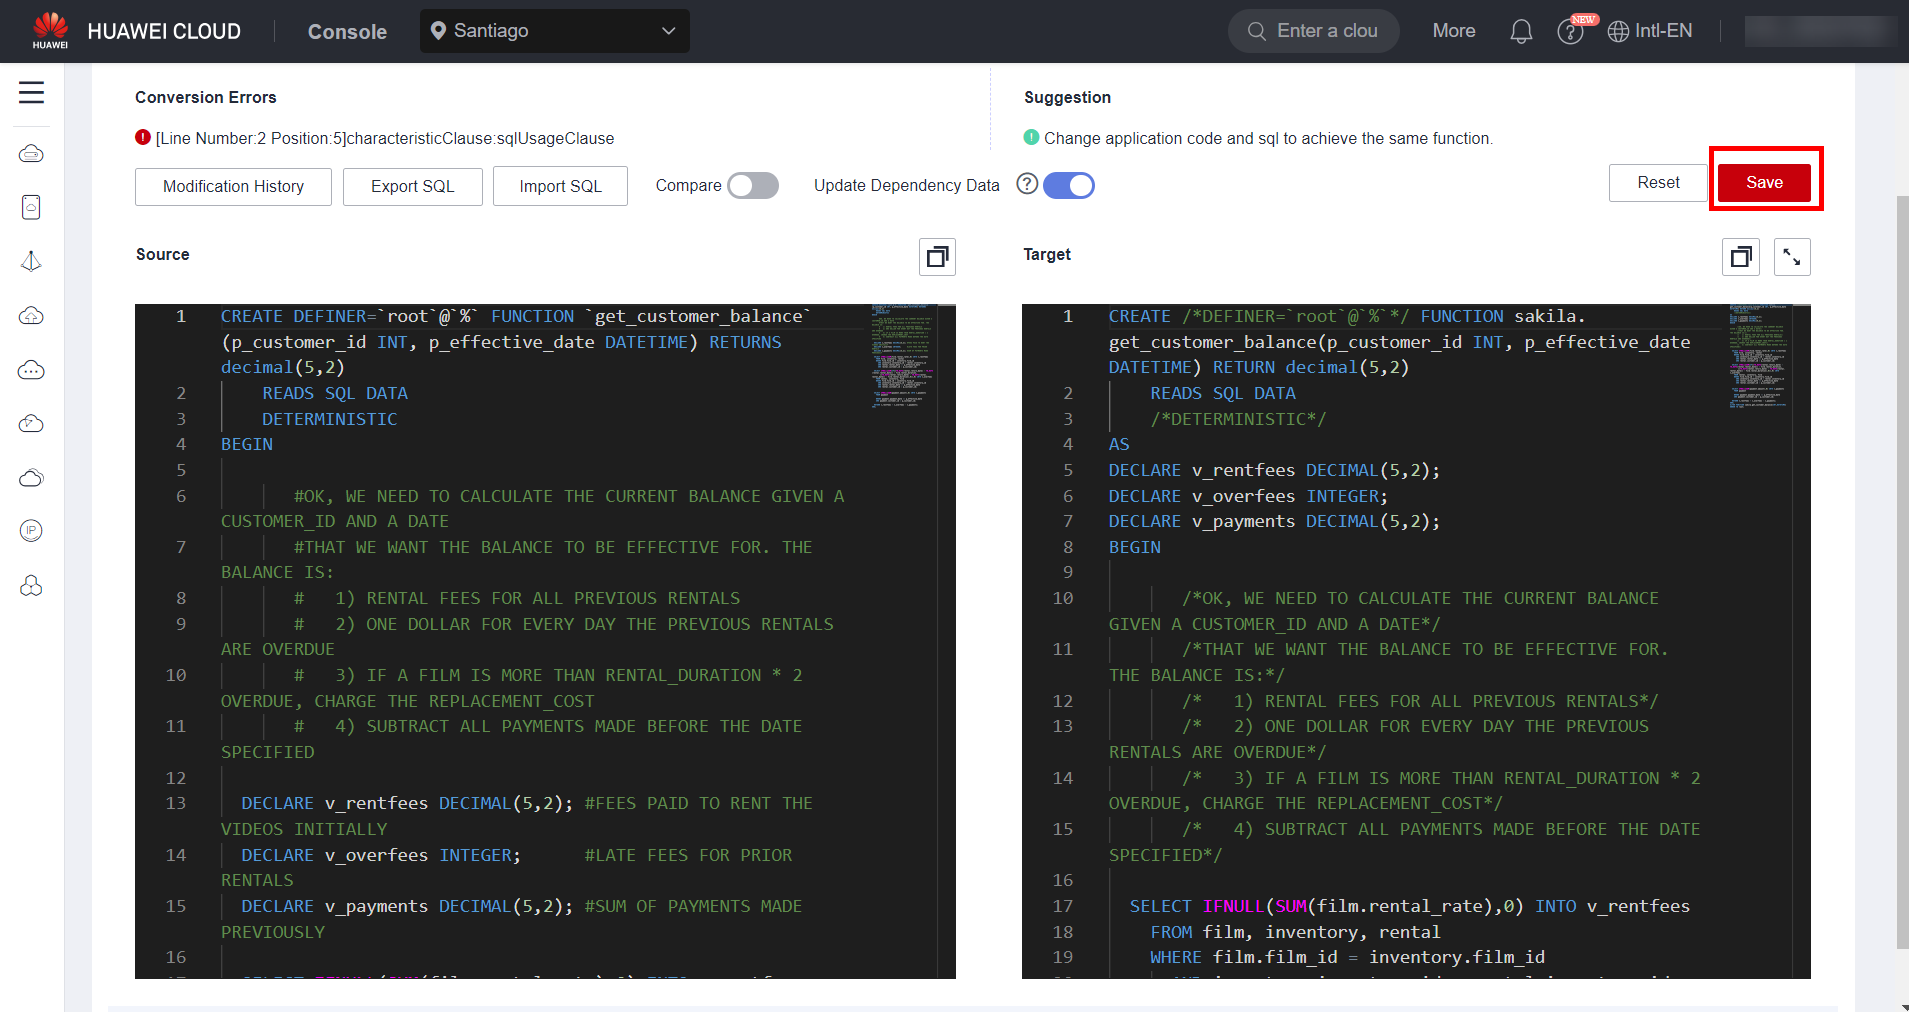 HUAWEI
HUAWEI CLOUD
Console
Santiago
Enter a clou
More
NEW
Intl-EN
Conversion Errors
[Line Number:2 Position:5]characteristicClause:sqlUsageClause
Suggestion
Change application code and sql to achieve the same function.
Modification History
Export SQL
Import SQL
Compare
Update Dependency Data
Reset
Save
IP
Source
1 CREATE DEFINER=`root`@`%` FUNCTION `get_customer_balance`
(p_customer_id INT, p_effective_date DATETIME) RETURNS
decimal(5,2)
2 READS SQL DATA
3 DETERMINISTIC
4 BEGIN
5
6 #OK, WE NEED TO CALCULATE THE CURRENT BALANCE GIVEN A
CUSTOMER_ID AND A DATE
7 #THAT WE WANT THE BALANCE TO BE EFFECTIVE FOR. THE
BALANCE IS:
8 #   1) RENTAL FEES FOR ALL PREVIOUS RENTALS
9 #   2) ONE DOLLAR FOR EVERY DAY THE PREVIOUS RENTALS
ARE OVERDUE
10 #   3) IF A FILM IS MORE THAN RENTAL_DURATION * 2
OVERDUE, CHARGE THE REPLACEMENT_COST
11 #   4) SUBTRACT ALL PAYMENTS MADE BEFORE THE DATE
SPECIFIED
12
13 DECLARE v_rentfees DECIMAL(5,2); #FEES PAID TO RENT THE
VIDEOS INITIALLY
14 DECLARE v_overfees INTEGER;      #LATE FEES FOR PRIOR
RENTALS
15 DECLARE v_payments DECIMAL(5,2); #SUM OF PAYMENTS MADE
PREVIOUSLY
16
Target
1 CREATE /*DEFINER=`root`@`%`*/ FUNCTION sakila.
get_customer_balance(p_customer_id INT, p_effective_date
DATETIME) RETURN decimal(5,2)
2 READS SQL DATA
3 /*DETERMINISTIC*/
4 AS
5 DECLARE v_rentfees DECIMAL(5,2);
6 DECLARE v_overfees INTEGER;
7 DECLARE v_payments DECIMAL(5,2);
8 BEGIN
9
10 /*OK, WE NEED TO CALCULATE THE CURRENT BALANCE
GIVEN A CUSTOMER_ID AND A DATE*/
11 /*THAT WE WANT THE BALANCE TO BE EFFECTIVE FOR.
THE BALANCE IS:*/
12 /*   1) RENTAL FEES FOR ALL PREVIOUS RENTALS*/
13 /*   2) ONE DOLLAR FOR EVERY DAY THE PREVIOUS
RENTALS ARE OVERDUE*/
14 /*   3) IF A FILM IS MORE THAN RENTAL_DURATION * 2
OVERDUE, CHARGE THE REPLACEMENT_COST*/
15 /*   4) SUBTRACT ALL PAYMENTS MADE BEFORE THE DATE
SPECIFIED*/
16
17 SELECT IFNULL(SUM(film.rental_rate),0) INTO v_rentfees
18 FROM film, inventory, rental
19 WHERE film.film_id = inventory.film_id